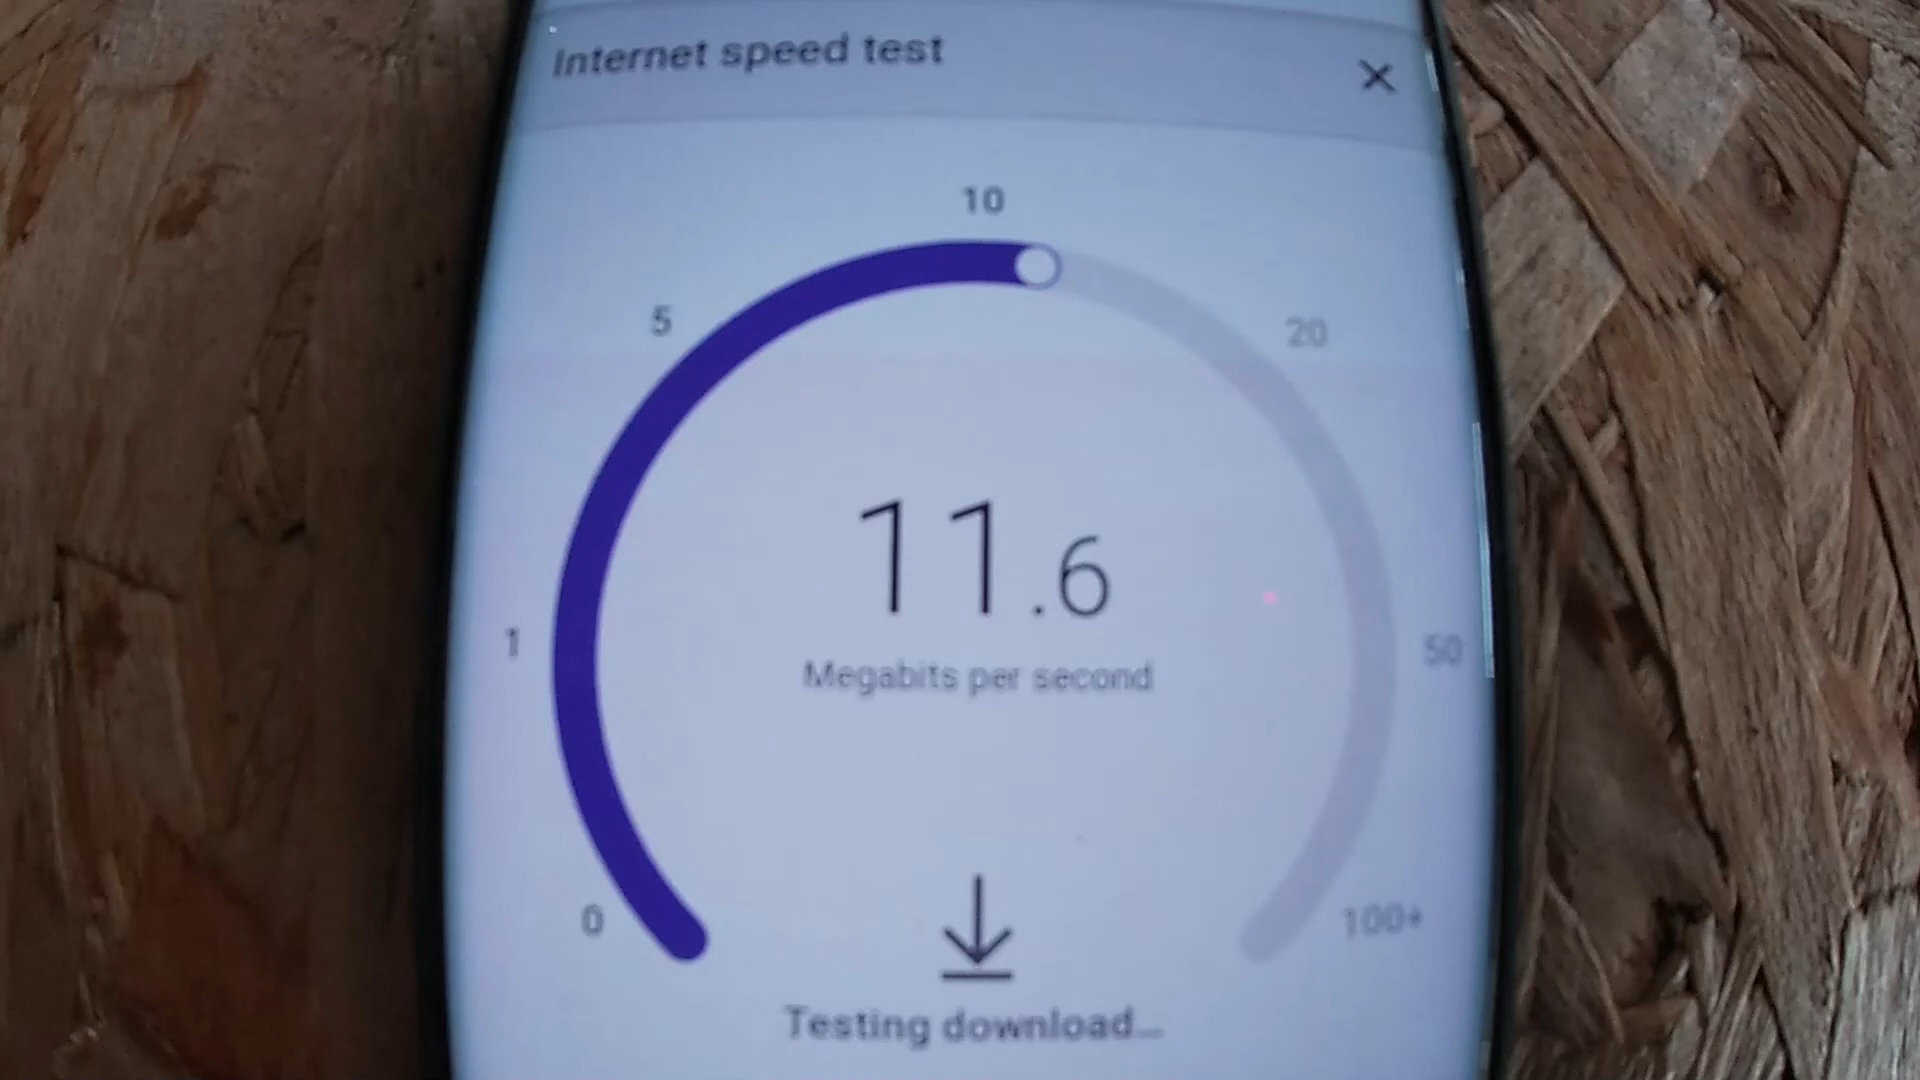 Internet speed test
10
5
20
11.6
1
50
Megabits per second
0
100+
Testing download...